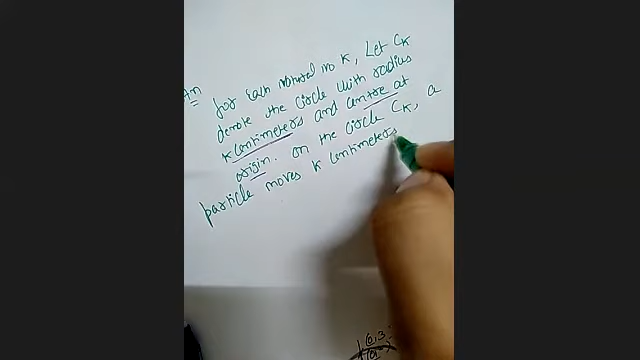 for Each natural no K, Let CK
denote the circle with radius
K Centimeters and centre at
origin. on the circle CK, a
particle moves K centimeters